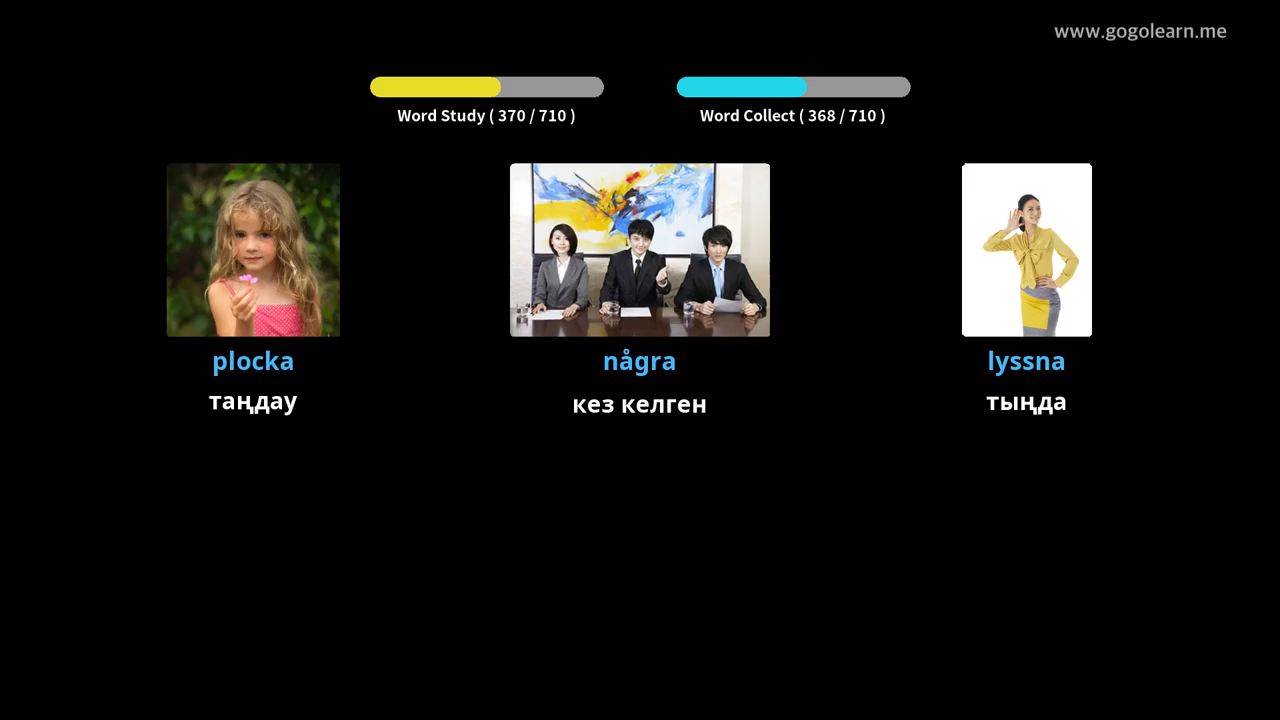 www.gogolearn.me
Word Study ( 370 / 710 )
Word Collect ( 368 / 710 )
plocka
några
lyssna
таңдау
кез келген
тыңда